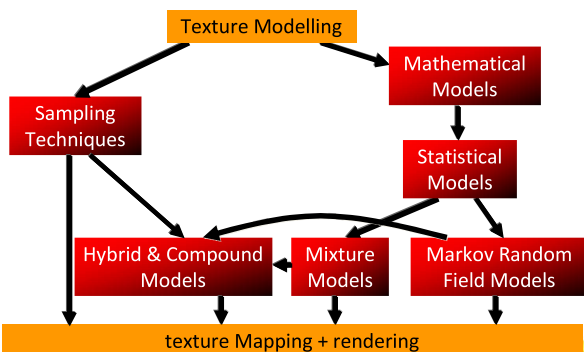 Texture Modelling
Mathematical
Models
Sampling
Techniques
Statistical
Models
Hybrid & Compound
Models
Mixture
Models
Markov Random
Field Models
texture Mapping + rendering